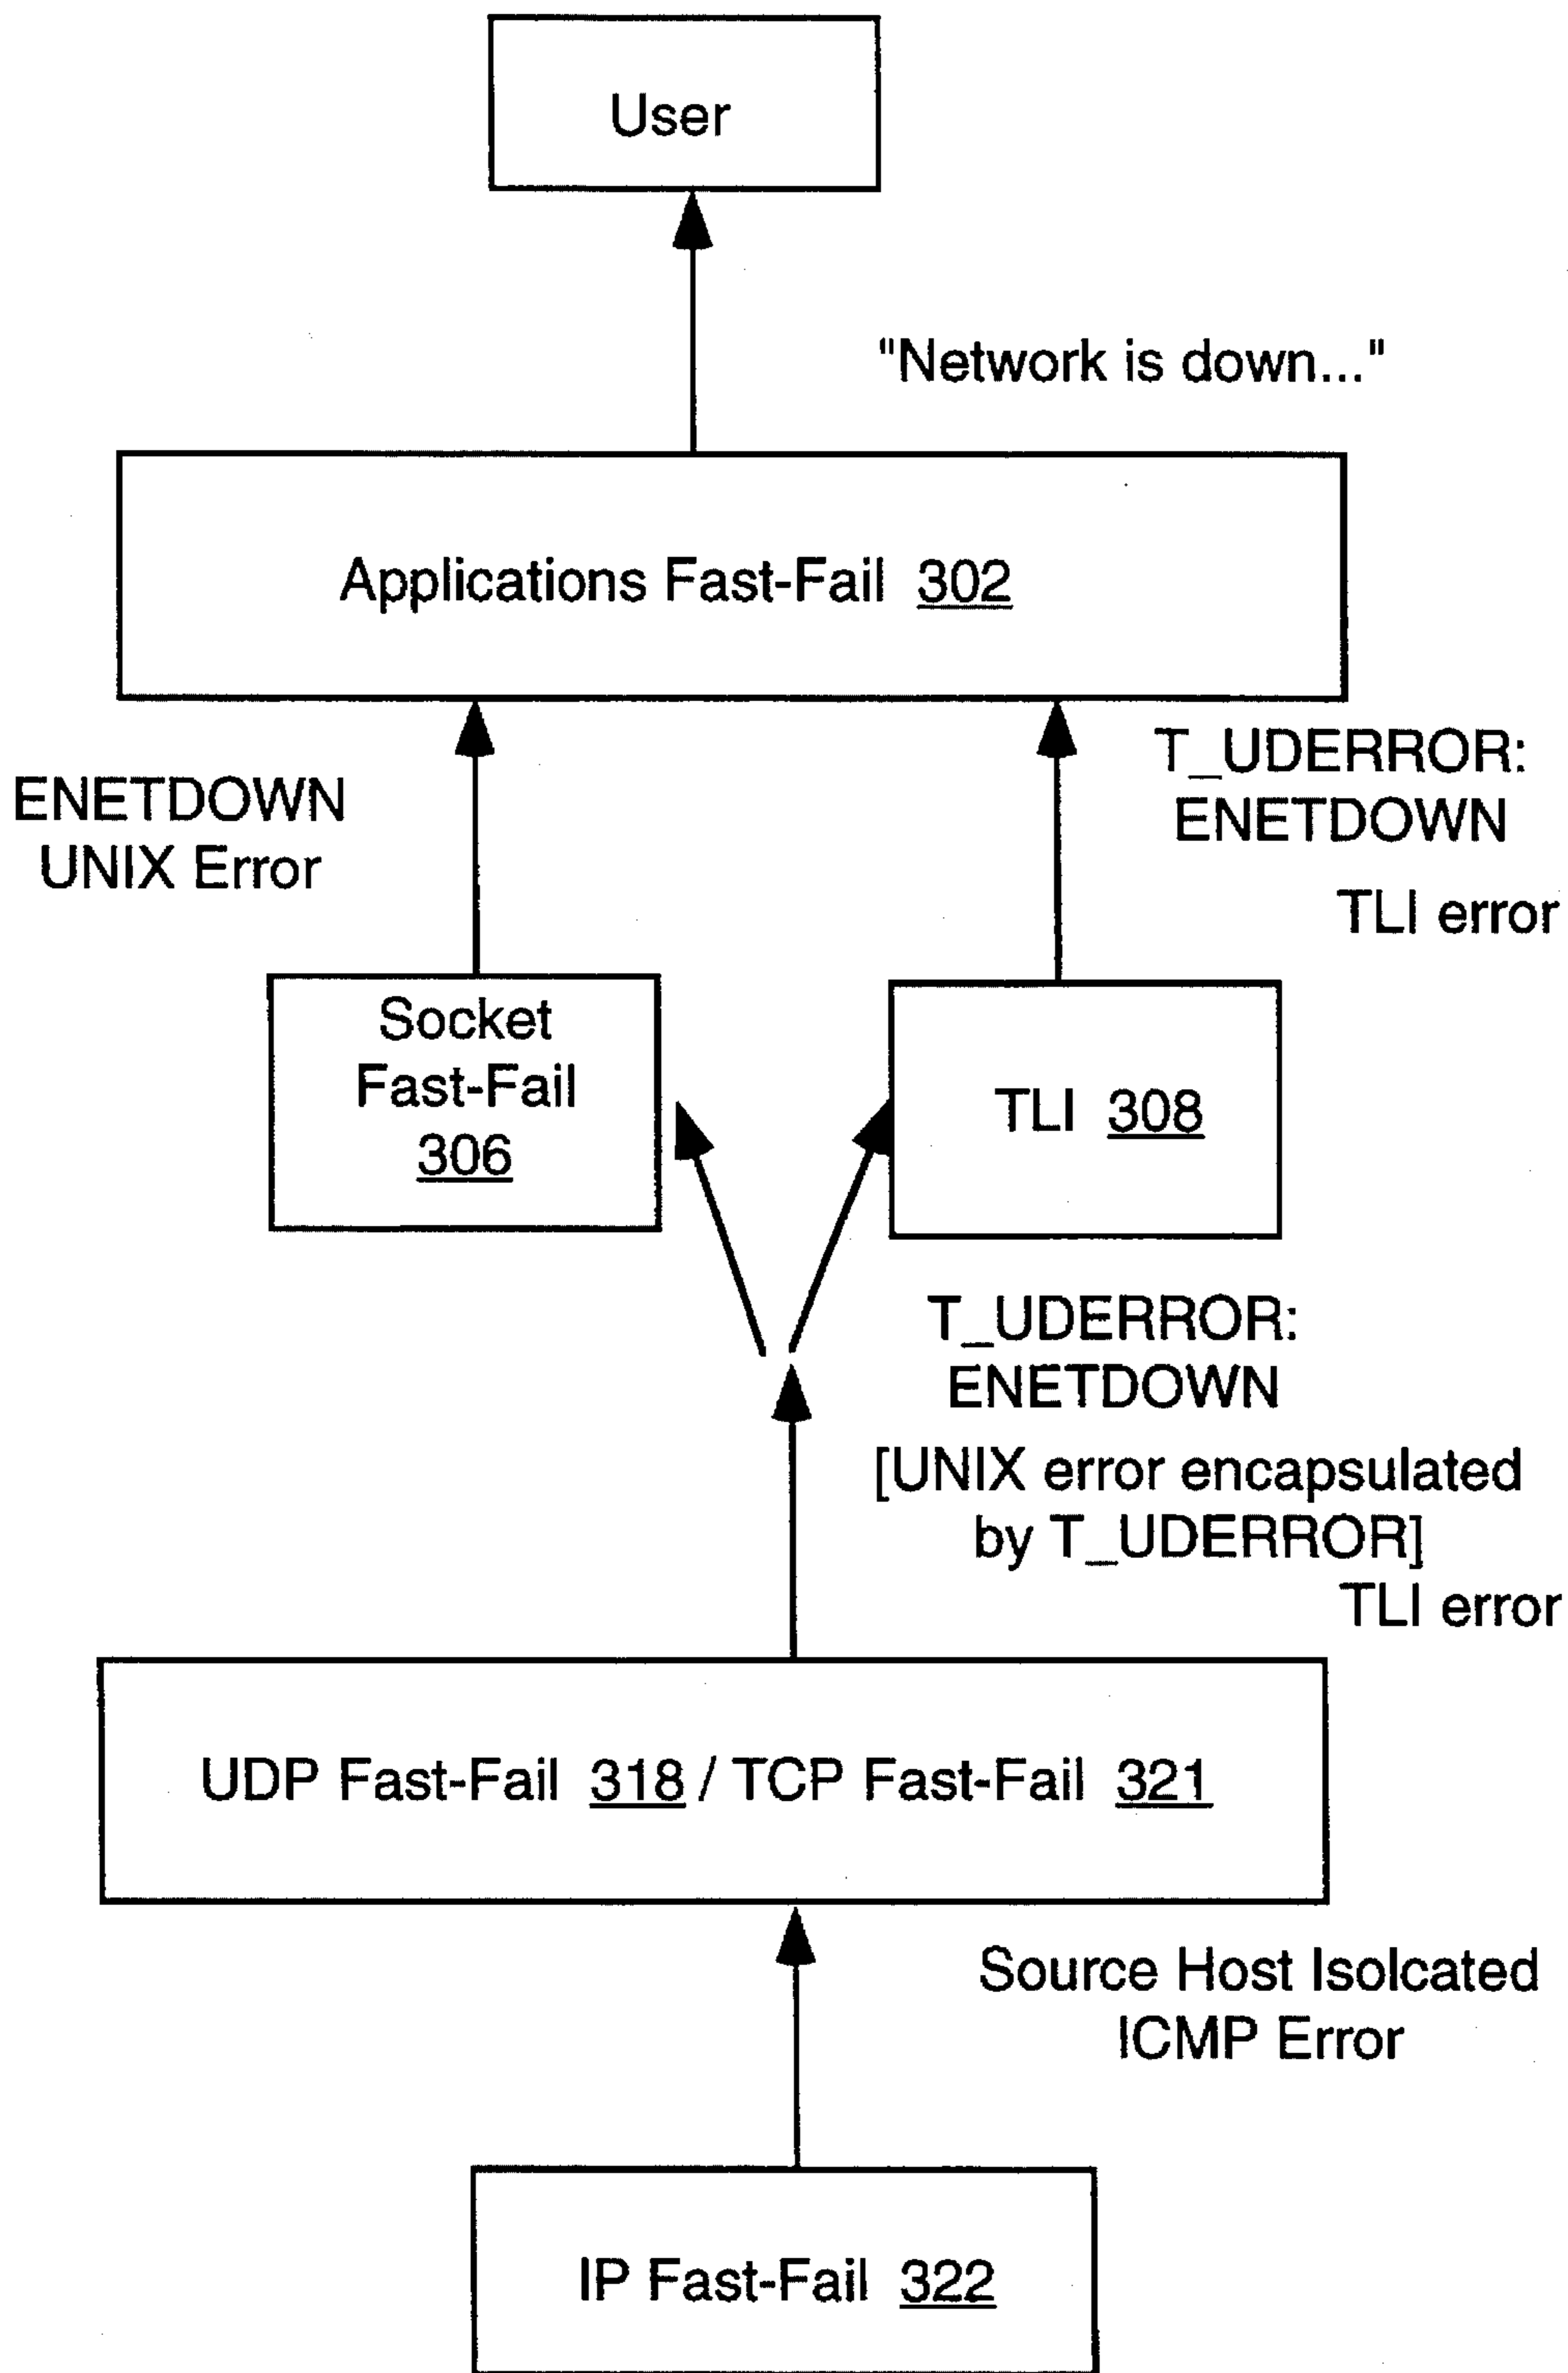 User
"Network is down..."
Applications Fast-Fail 302
ENETDOWN
UNIX Error
T_UDERROR:
ENETDOWN
TLI error
Socket
Fast-Fail
306
TLI 308
T_UDERROR:
ENETDOWN
[UNIX error encapsulated
by T_UDERROR]
TLI error
UDP Fast-Fail 318 / TCP Fast-Fail 321
Source Host Isolcated
ICMP Error
IP Fast-Fail 322